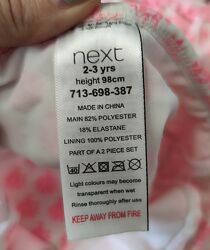 next
2-3 yrs
height 98cm
713-698-387
MADE IN CHINA
MAIN 82% POLYESTER
18% ELASTANE
LINING 100% POLYESTER
PART OF A 2 PIECE SET
40
Light colours may become
transparent when wet
Rinse thoroughly after use
KEEP AWAY FROM FIRE